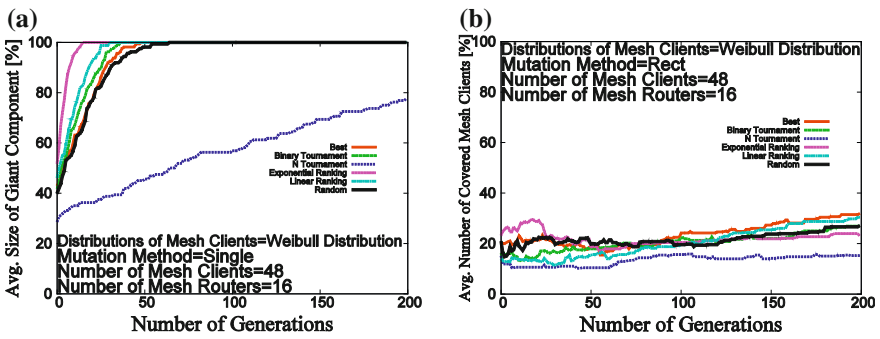 (a)
Avg. Size of Giant Component [%]
100
80
60
40
20
0
Best
Binary Tournament
N Tournament
Exponential Ranking
Linear Ranking
Random
Distributions of Mesh Clients=Weibull Distribution
Mutation Method=Single
Number of Mesh Clients=48
Number of Mesh Routers=16
0 50 100 150 200
Number of Generations
(b)
Avg. Number of Covered Mesh Clients [%]
100
80
60
40
20
0
Distributions of Mesh Clients=Weibull Distribution
Mutation Method=Rect
Number of Mesh Clients=48
Number of Mesh Routers=16
Best
Binary Tournament
N Tournament
Exponential Ranking
Linear Ranking
Random
0 50 100 150 200
Number of Generations